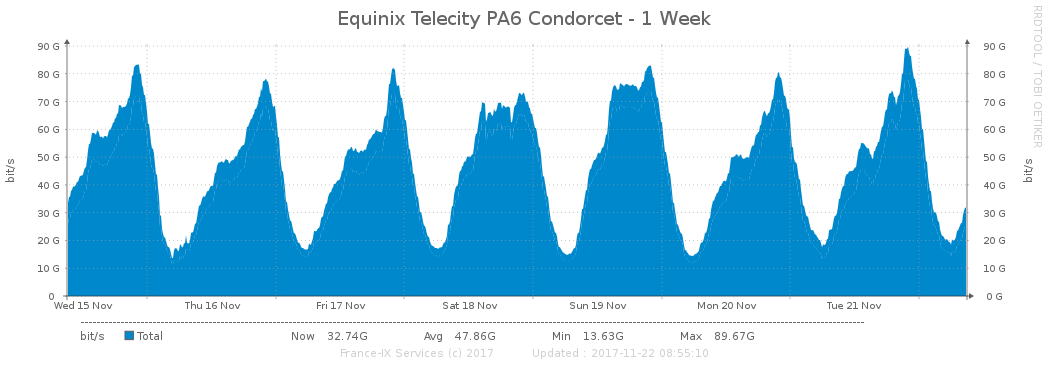 Equinix Telecity PA6 Condorcet - 1 Week
RRDTOOL / TOBI OETIKER
bit/s
90 G 90 G
80 G 80 G
70 G 70 G
60 G 60 G
50 G 50 G
40 G 40 G
30 G 30 G
20 G 20 G
10 G 10 G
0 0 G
bit/s
Wed 15 Nov Thu 16 Nov Fri 17 Nov Sat 18 Nov Sun 19 Nov Mon 20 Nov Tue 21 Nov
bit/s Total Now 32.74G Avg 47.86G Min 13.63G Max 89.67G
France-IX Services (c) 2017 Updated : 2017-11-22 08:55:10